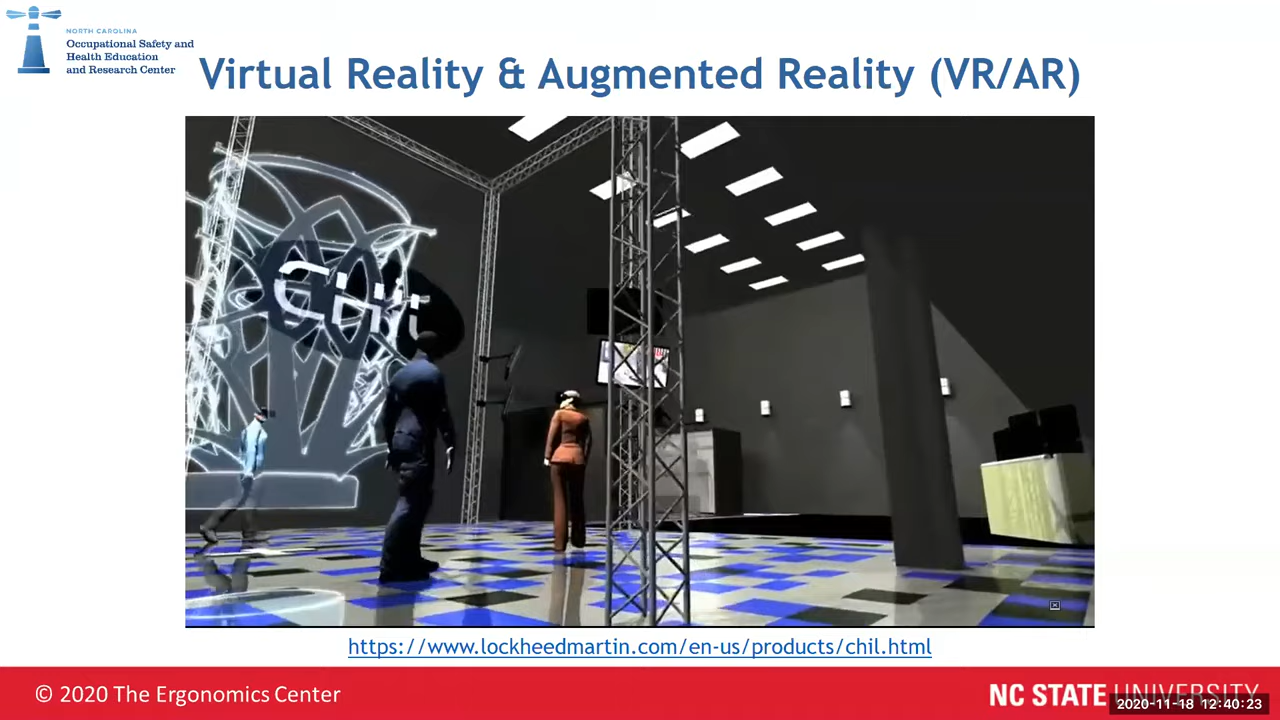 NORTH CAROLINA
Occupational Safety and
Health Education
and Research Center
Virtual Reality & Augmented Reality (VR/AR)
CHIL
https://www.lockheedmartin.com/en-us/products/chil.html
© 2020 The Ergonomics Center
NC STATE UNIVERSITY
2020-11-18 12:40:23